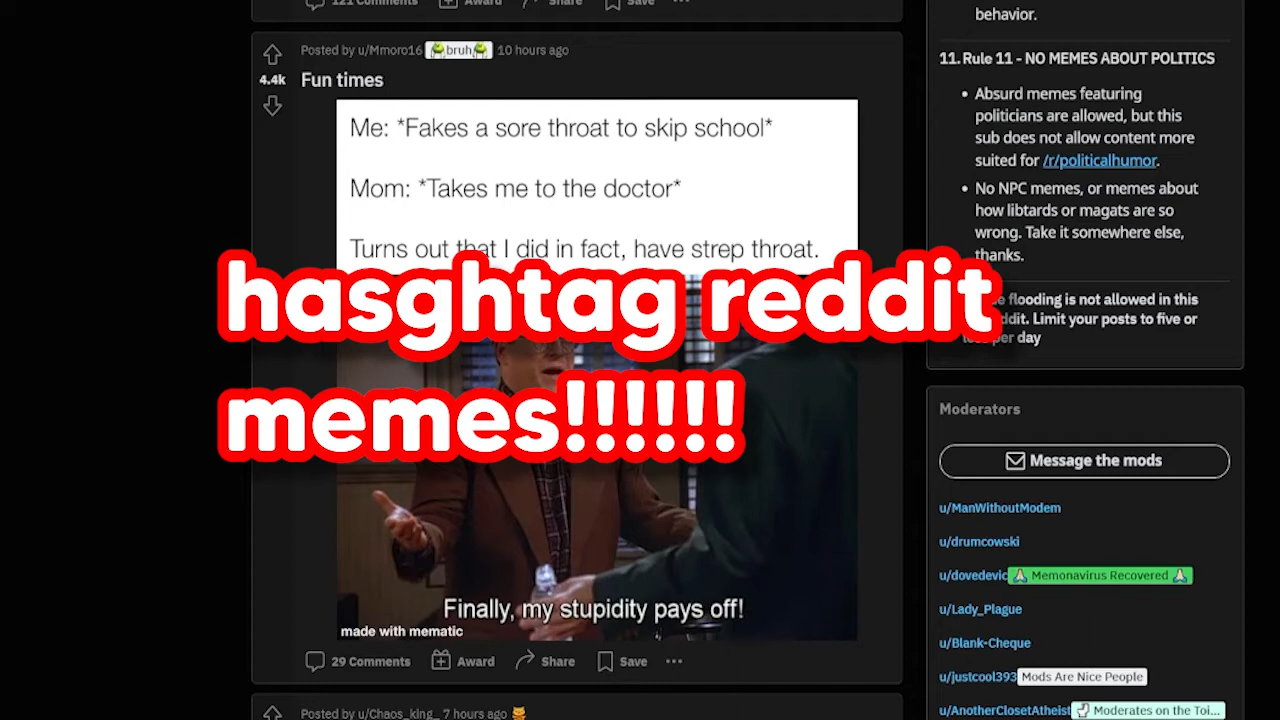 121 Comments Award Share Save
Posted by u/Mmoro16 bruh 10 hours ago
4.4k
Fun times
Me: *Fakes a sore throat to skip school*
Mom: *Takes me to the doctor*
Turns out that I did in fact, have strep throat.
hasghtag reddit
memes!!!!!!
Finally, my stupidity pays off!
made with mematic
29 Comments Award Share Save
Posted by u/Chaos_king_ 7 hours ago
behavior.
11. Rule 11 - NO MEMES ABOUT POLITICS
• Absurd memes featuring
politicians are allowed, but this
sub does not allow content more
suited for /r/politicalhumor.
• No NPC memes, or memes about
how libtards or magats are so
wrong. Take it somewhere else,
thanks.
flooding is not allowed in this
Limit your posts to five or
per day
Moderators
Message the mods
u/ManWithoutModem
u/drumcowski
u/dovedevic Memonavirus Recovered
u/Lady_Plague
u/Blank-Cheque
u/justcool393 Mods Are Nice People
u/AnotherClosetAtheist Moderates on the Toi...